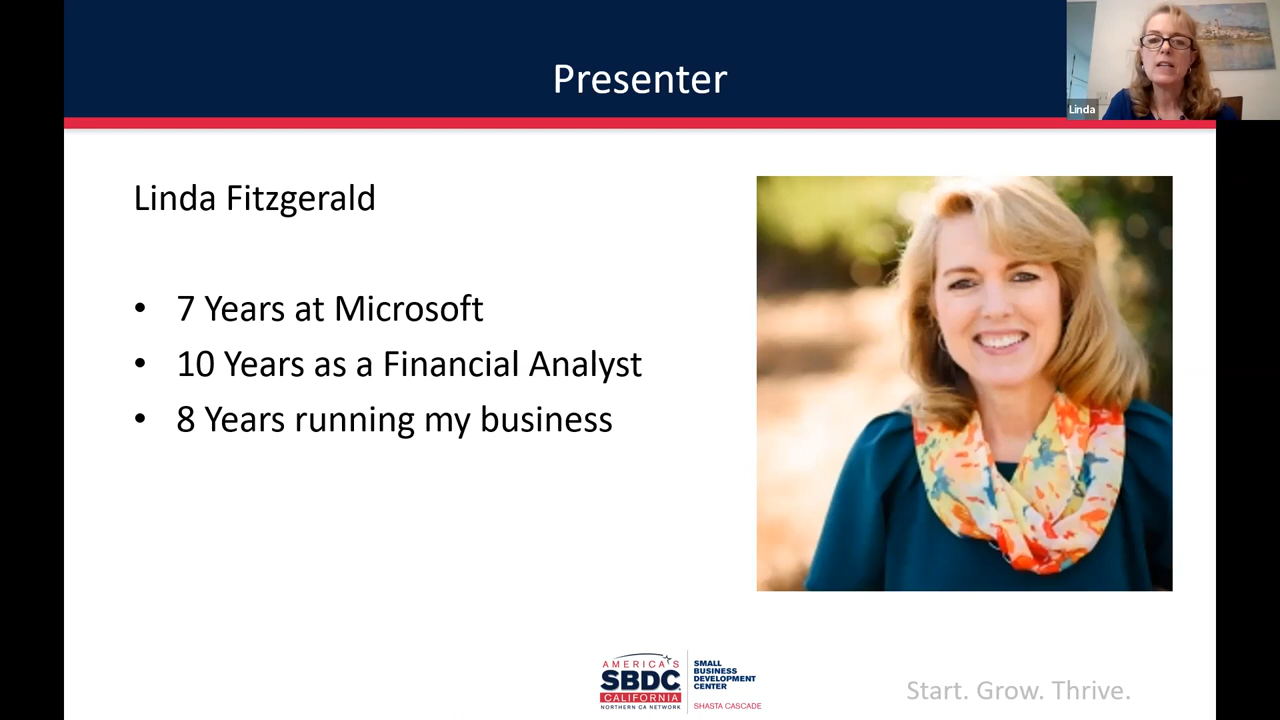 Presenter
Linda
Linda Fitzgerald
• 7 Years at Microsoft
• 10 Years as a Financial Analyst
• 8 Years running my business
AMERICA'S
SBDC
CALIFORNIA
NORTHERN CA NETWORK
SMALL
BUSINESS
DEVELOPMENT
CENTER
SHASTA CASCADE
Start. Grow. Thrive.